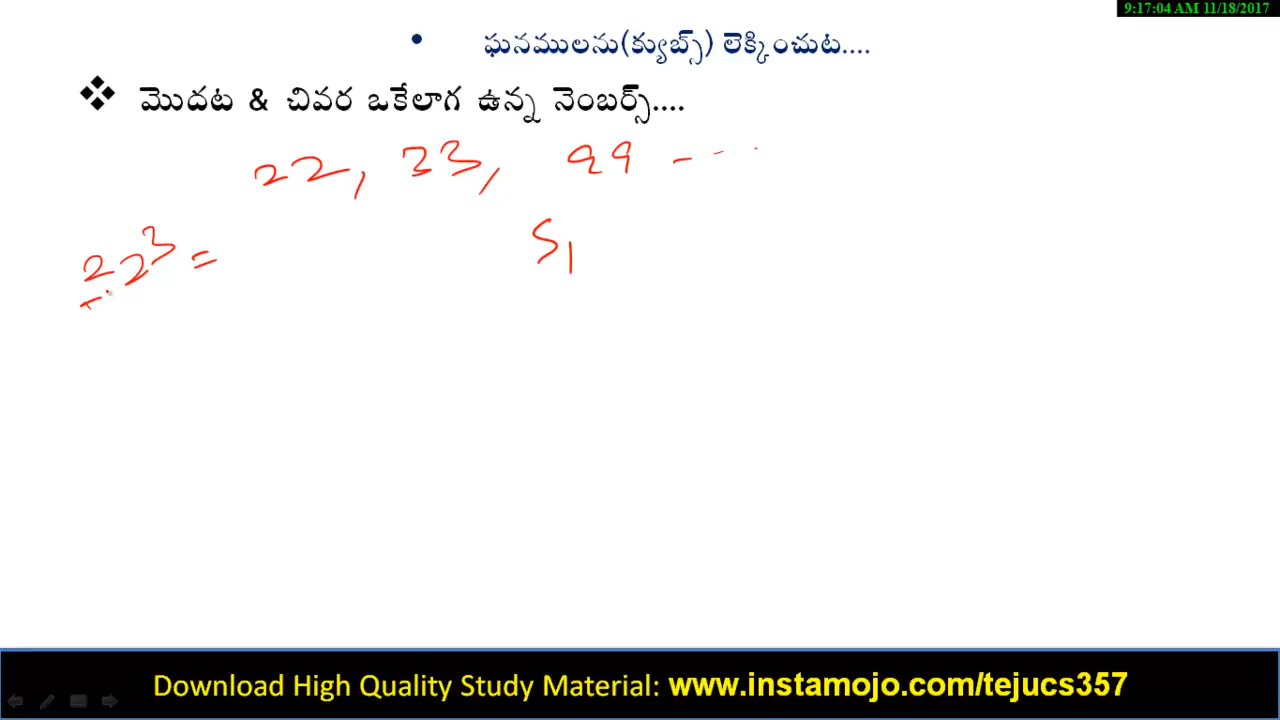 9:17:04 AM 11/18/2017
• ఘనములను(క్యుబ్స్) లెక్కించుట....
❖ మొదట & చివర ఒకేలాగ ఉన్న నెంబర్స్....
22, 33, 99 - - -
S1
22³ =
Download High Quality Study Material: www.instamojo.com/tejucs357